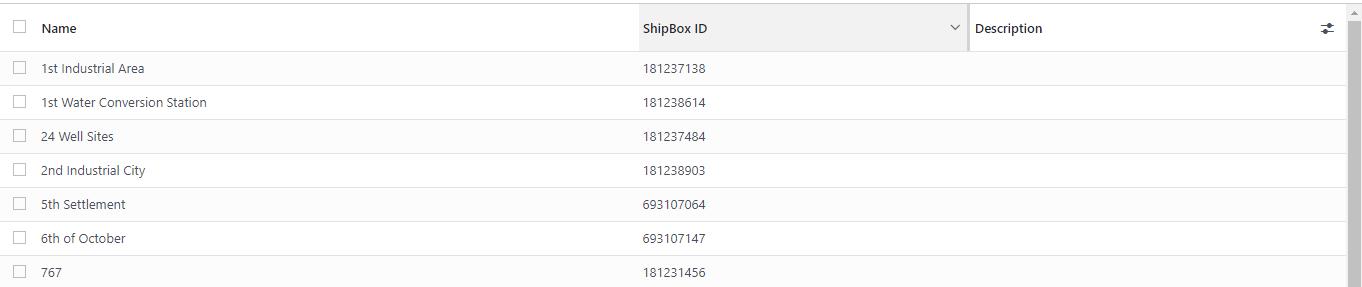 Name ShipBox ID Description
1st Industrial Area 181237138
1st Water Conversion Station 181238614
24 Well Sites 181237484
2nd Industrial City 181238903
5th Settlement 693107064
6th of October 693107147
767 181231456